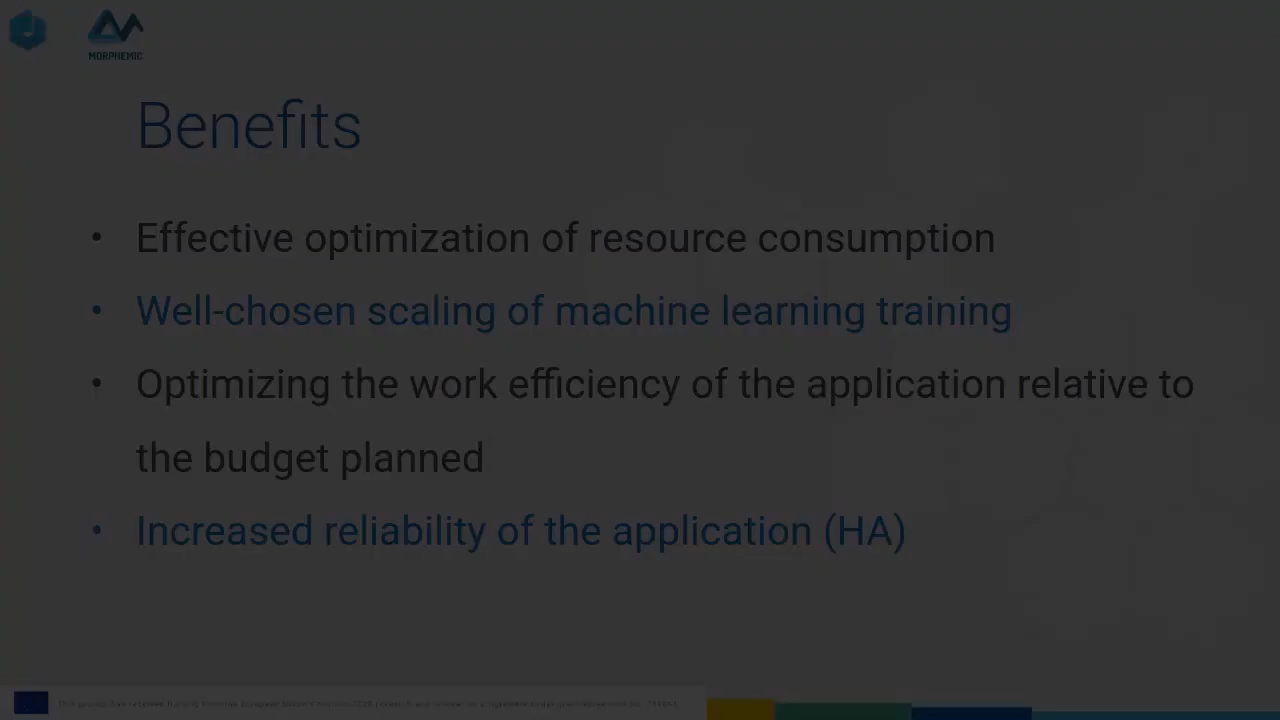 MORPHEMIC
Benefits
• Effective optimization of resource consumption
• Well-chosen scaling of machine learning training
• Optimizing the work efficiency of the application relative to
the budget planned
• Increased reliability of the application (HA)